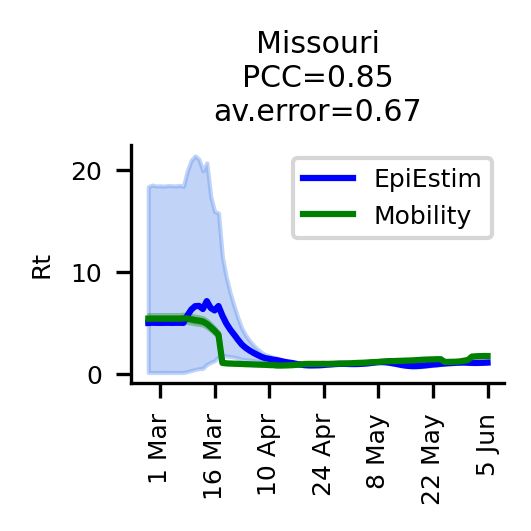 Missouri
PCC=0.85
av.error=0.67
20
10
0
Rt
EpiEstim
Mobility
1 Mar
16 Mar
10 Apr
24 Apr
8 May
22 May
5 Jun